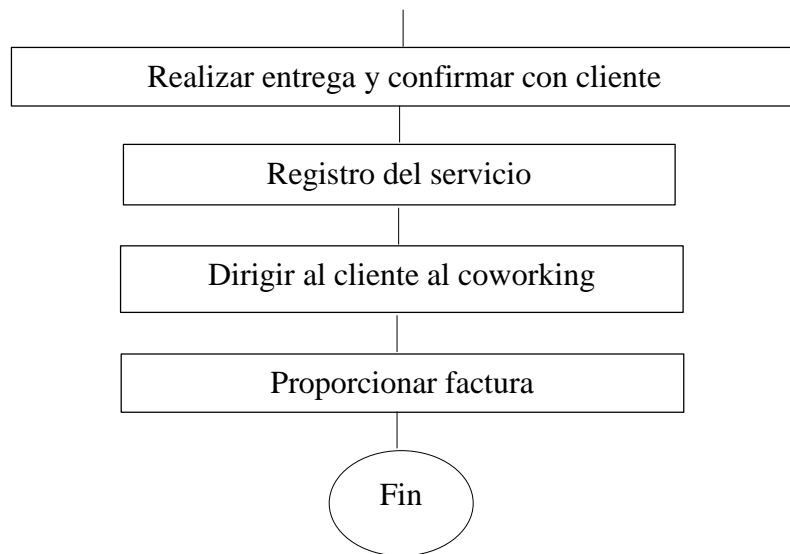 Realizar entrega y confirmar con cliente
Registro del servicio
Dirigir al cliente al coworking
Proporcionar factura
Fin